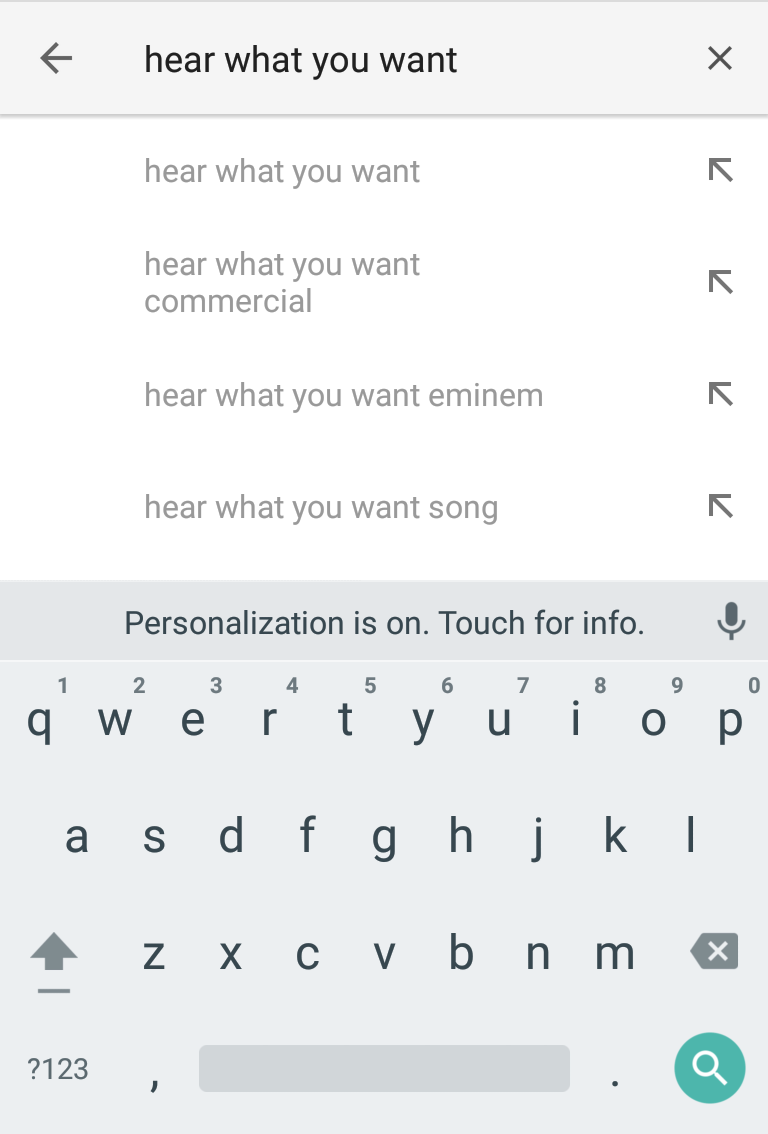 hear what you want
hear what you want
hear what you want
commercial
hear what you want eminem
hear what you want song
Personalization is on. Touch for info.
1 2 3 4 5 6 7 8 9 0
q w e r t y u i o p
a s d f g h j k l
z x c v b n m
?123 , .